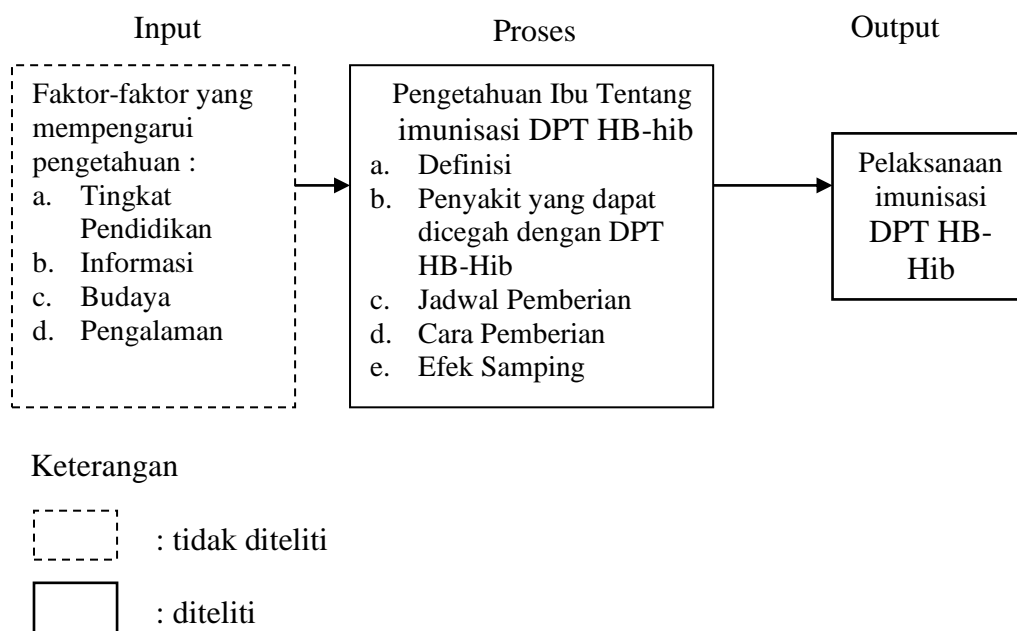 Input
Proses
Output
Faktor-faktor yang
mempengarui
pengetahuan :
a. Tingkat
Pendidikan
b. Informasi
c. Budaya
d. Pengalaman
Pengetahuan Ibu Tentang
imunisasi DPT HB-hib
a. Definisi
b. Penyakit yang dapat
dicegah dengan DPT
HB-Hib
c. Jadwal Pemberian
d. Cara Pemberian
e. Efek Samping
Pelaksanaan
imunisasi
DPT HB-
Hib
Keterangan
: tidak diteliti
: diteliti